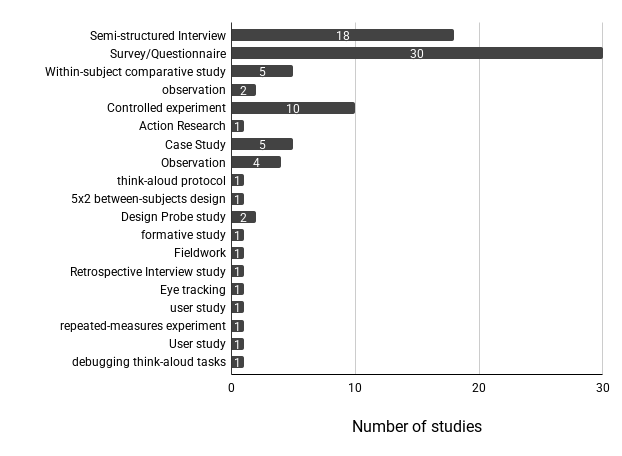 Semi-structured Interview 18
Survey/Questionnaire 30
Within-subject comparative study 5
observation 2
Controlled experiment 10
Action Research 1
Case Study 5
Observation 4
think-aloud protocol 1
5x2 between-subjects design 1
Design Probe study 2
formative study 1
Fieldwork 1
Retrospective Interview study 1
Eye tracking 1
user study 1
repeated-measures experiment 1
User study 1
debugging think-aloud tasks 1
0 10 20 30
Number of studies